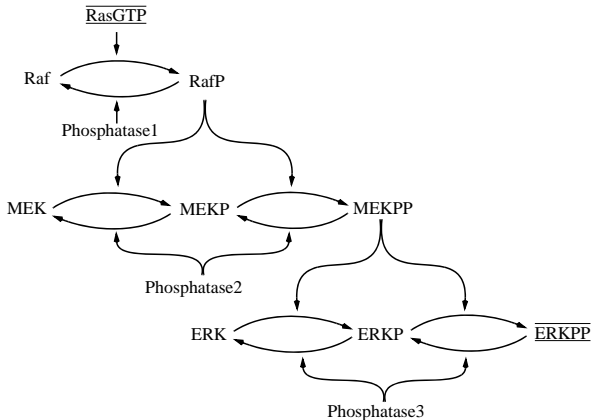 RasGTP
Raf RafP
Phosphatase1
MEK MEKP MEKPP
Phosphatase2
ERK ERKP ERKPP
Phosphatase3